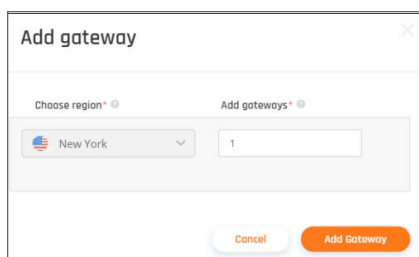 Add gateway
Choose region* Add gateways*
New York 1
Cancel Add Gateway